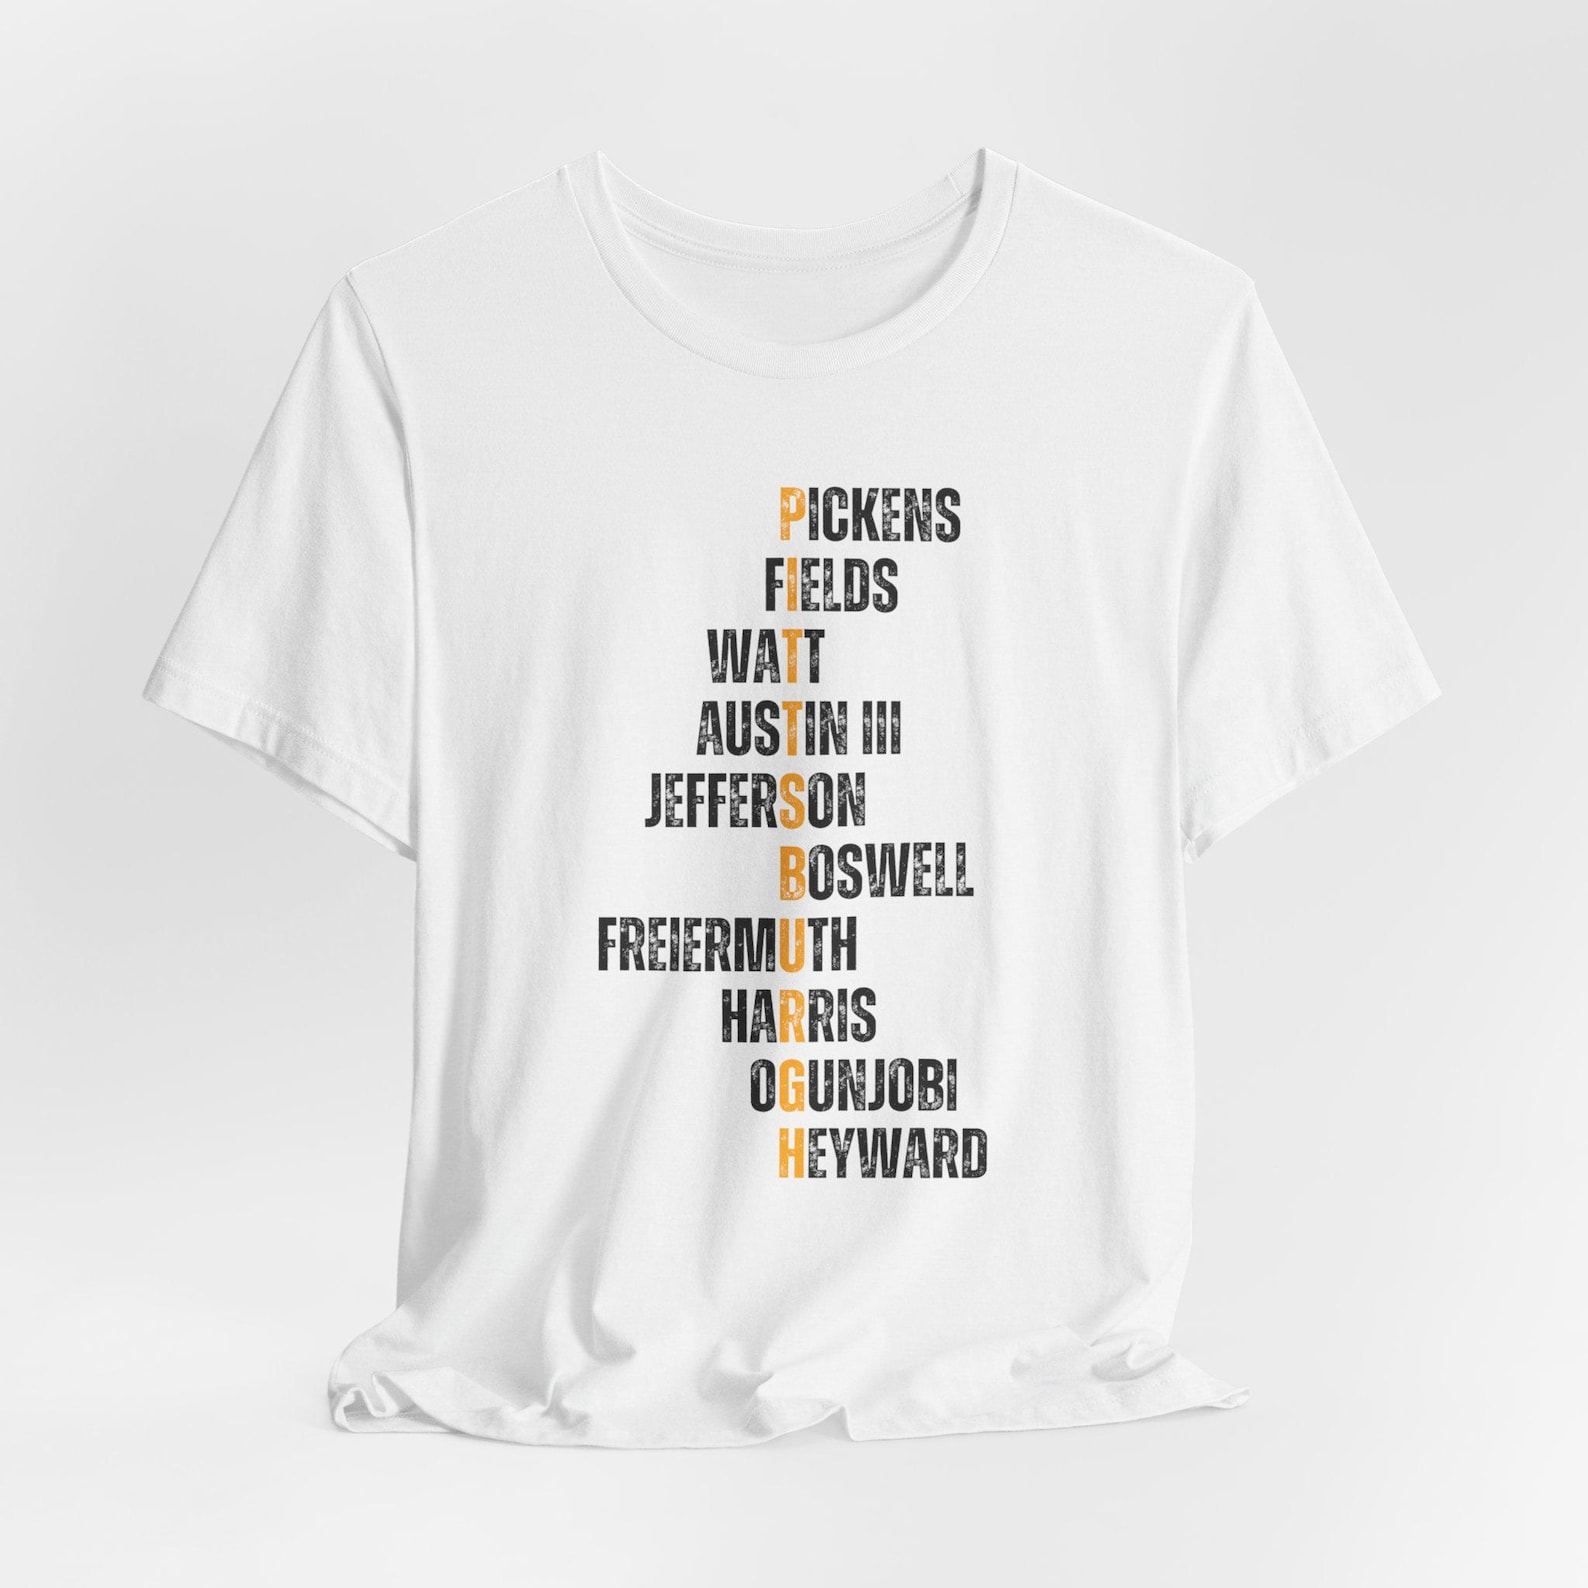 PICKENS
FIELDS
WATT
AUSTIN III
JEFFERSON
BOSWELL
FREIERMUTH
HARRIS
OGUNJOBI
HEYWARD